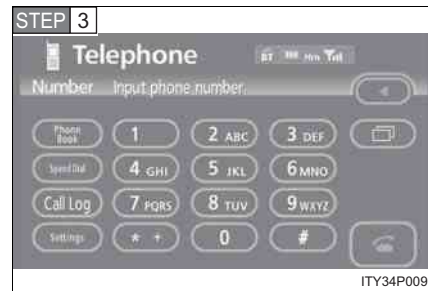 STEP 3
Telephone BT
Number Input phone number.
Phone Book 1 2 ABC 3 DEF
Speed Dial 4 GHI 5 JKL 6 MNO
Call Log 7 PQRS 8 TUV 9 WXYZ
Settings * + 0 #
ITY34P009